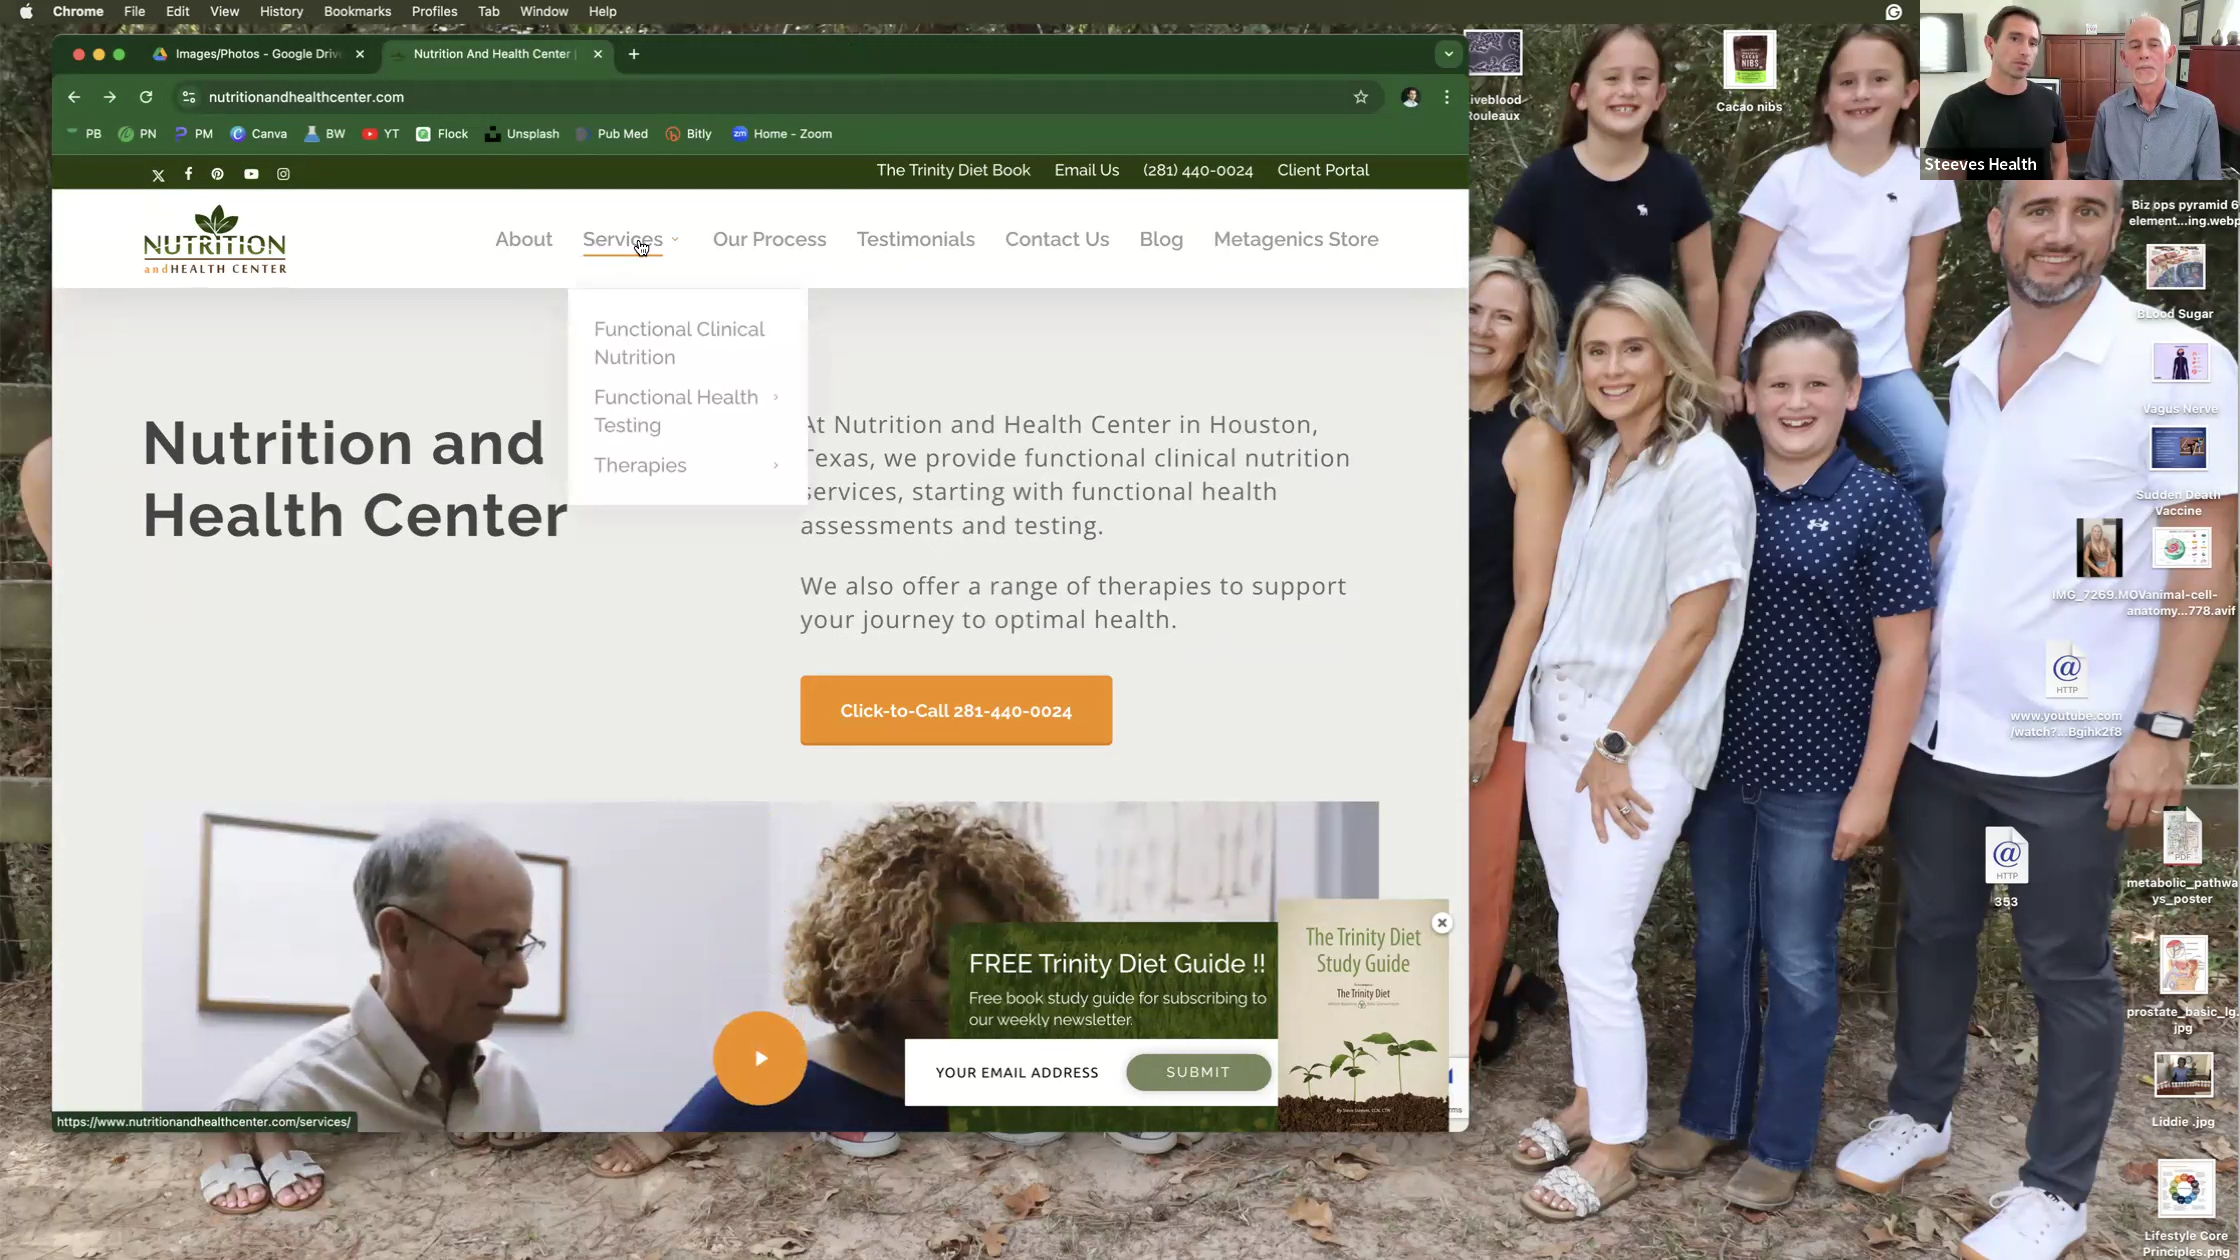 Chrome File Edit View History Bookmarks Profiles Tab Window Help
Images/Photos - Google Driv
Nutrition And Health Center |
nutritionandhealthcenter.com
PB PN PM Canva BW YT Flock Unsplash Pub Med Bitly Home - Zoom
The Trinity Diet Book Email Us (281) 440-0024 Client Portal
NUTRITION
and HEALTH CENTER
About Services Our Process Testimonials Contact Us Blog Metagenics Store
Functional Clinical
Nutrition
Functional Health
Testing
Therapies
Nutrition and
Health Center
At Nutrition and Health Center in Houston,
Texas, we provide functional clinical nutrition
services, starting with functional health
assessments and testing.
We also offer a range of therapies to support
your journey to optimal health.
Click-to-Call 281-440-0024
FREE Trinity Diet Guide !!
Free book study guide for subscribing to
our weekly newsletter.
YOUR EMAIL ADDRESS
SUBMIT
The Trinity Diet
Study Guide
The Trinity Diet
https://www.nutritionandhealthcenter.com/services/
Steeves Health
iveblood
Rouleaux
Cacao nibs
CACAO
NIBS
Biz ops pyramid 6
element...ing.webp
BLood Sugar
Vagus Nerve
Sudden Death
Vaccine
IMG_7269.MOV
animal-cell-
anatomy...778.avif
HTTP
www.youtube.com
/watch?...Bgihk2f8
HTTP
353
PDF
metabolic_pathwa
ys_poster
prostate_basic_lg.
jpg
Liddie .jpg
Lifestyle Core
Principles.png